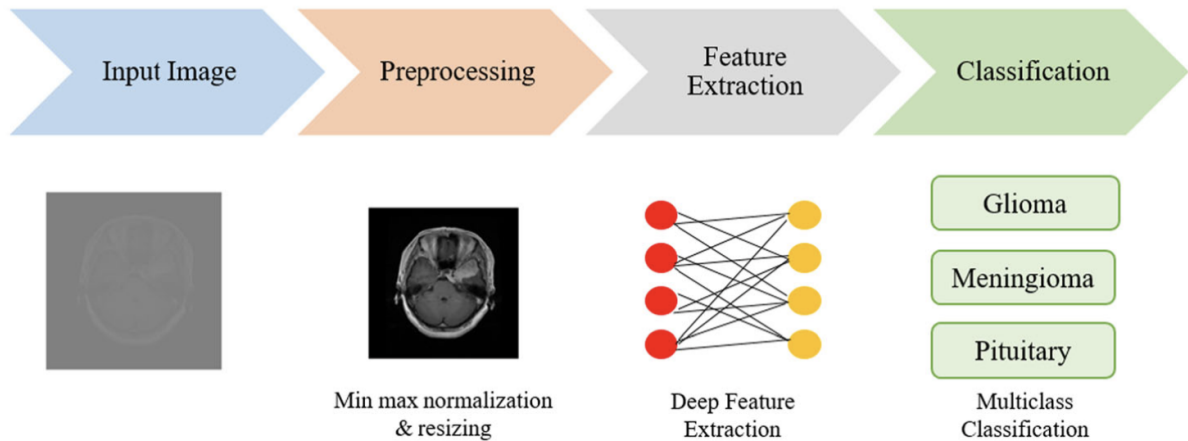 Input Image
Preprocessing
Feature
Extraction
Classification
Glioma
Meningioma
Pituitary
Min max normalization
& resizing
Deep Feature
Extraction
Multiclass
Classification